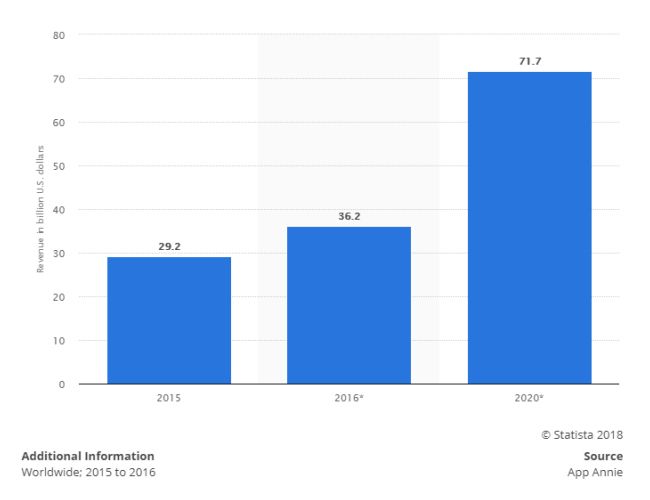 80
70
60
50
40
30
20
10
0
Revenue in billion U.S. dollars
29.2
36.2
71.7
2015
2016*
2020*
© Statista 2018
Additional Information
Worldwide; 2015 to 2016
Source
App Annie